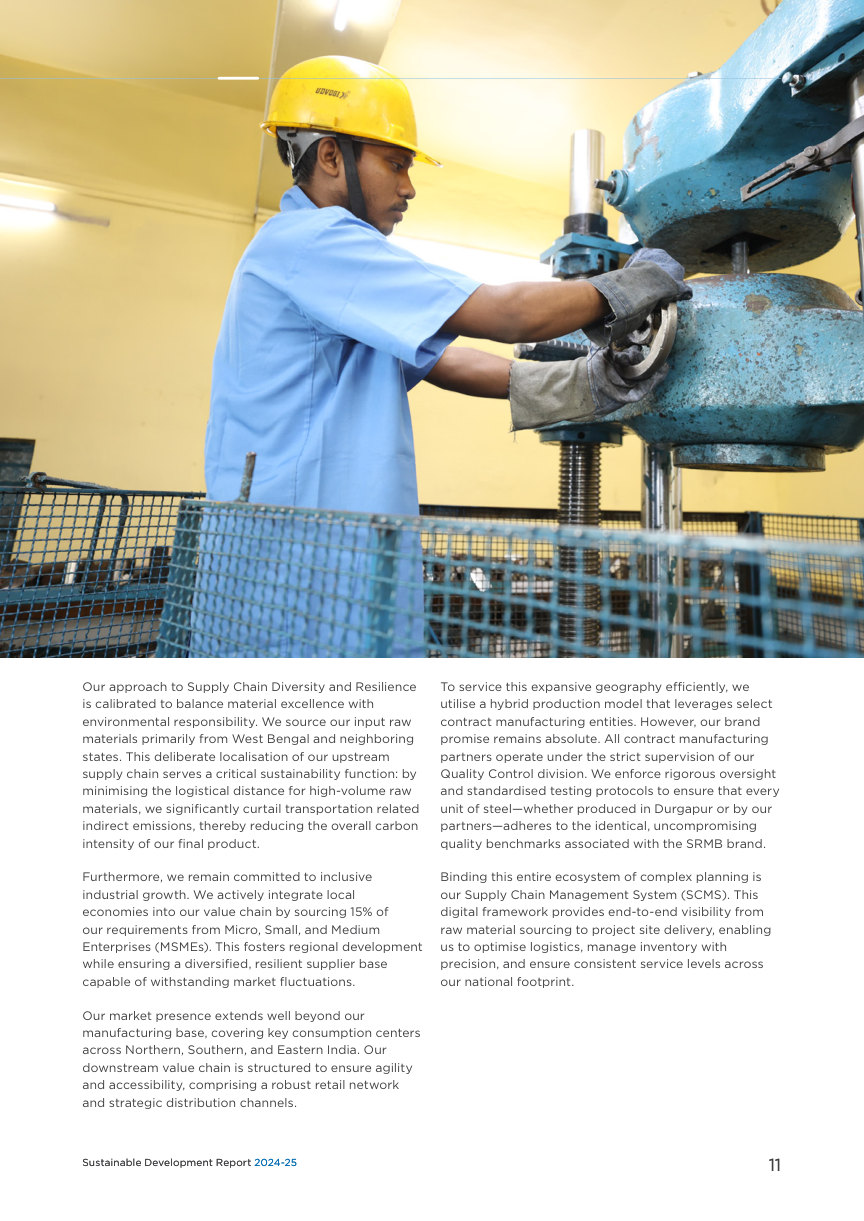 UDYOGI
Our approach to Supply Chain Diversity and Resilience
is calibrated to balance material excellence with
environmental responsibility. We source our input raw
materials primarily from West Bengal and neighboring
states. This deliberate localisation of our upstream
supply chain serves a critical sustainability function: by
minimising the logistical distance for high-volume raw
materials, we significantly curtail transportation related
indirect emissions, thereby reducing the overall carbon
intensity of our final product.
Furthermore, we remain committed to inclusive
industrial growth. We actively integrate local
economies into our value chain by sourcing 15% of
our requirements from Micro, Small, and Medium
Enterprises (MSMEs). This fosters regional development
while ensuring a diversified, resilient supplier base
capable of withstanding market fluctuations.
Our market presence extends well beyond our
manufacturing base, covering key consumption centers
across Northern, Southern, and Eastern India. Our
downstream value chain is structured to ensure agility
and accessibility, comprising a robust retail network
and strategic distribution channels.
To service this expansive geography efficiently, we
utilise a hybrid production model that leverages select
contract manufacturing entities. However, our brand
promise remains absolute. All contract manufacturing
partners operate under the strict supervision of our
Quality Control division. We enforce rigorous oversight
and standardised testing protocols to ensure that every
unit of steel—whether produced in Durgapur or by our
partners—adheres to the identical, uncompromising
quality benchmarks associated with the SRMB brand.
Binding this entire ecosystem of complex planning is
our Supply Chain Management System (SCMS). This
digital framework provides end-to-end visibility from
raw material sourcing to project site delivery, enabling
us to optimise logistics, manage inventory with
precision, and ensure consistent service levels across
our national footprint.
Sustainable Development Report 2024-25
11